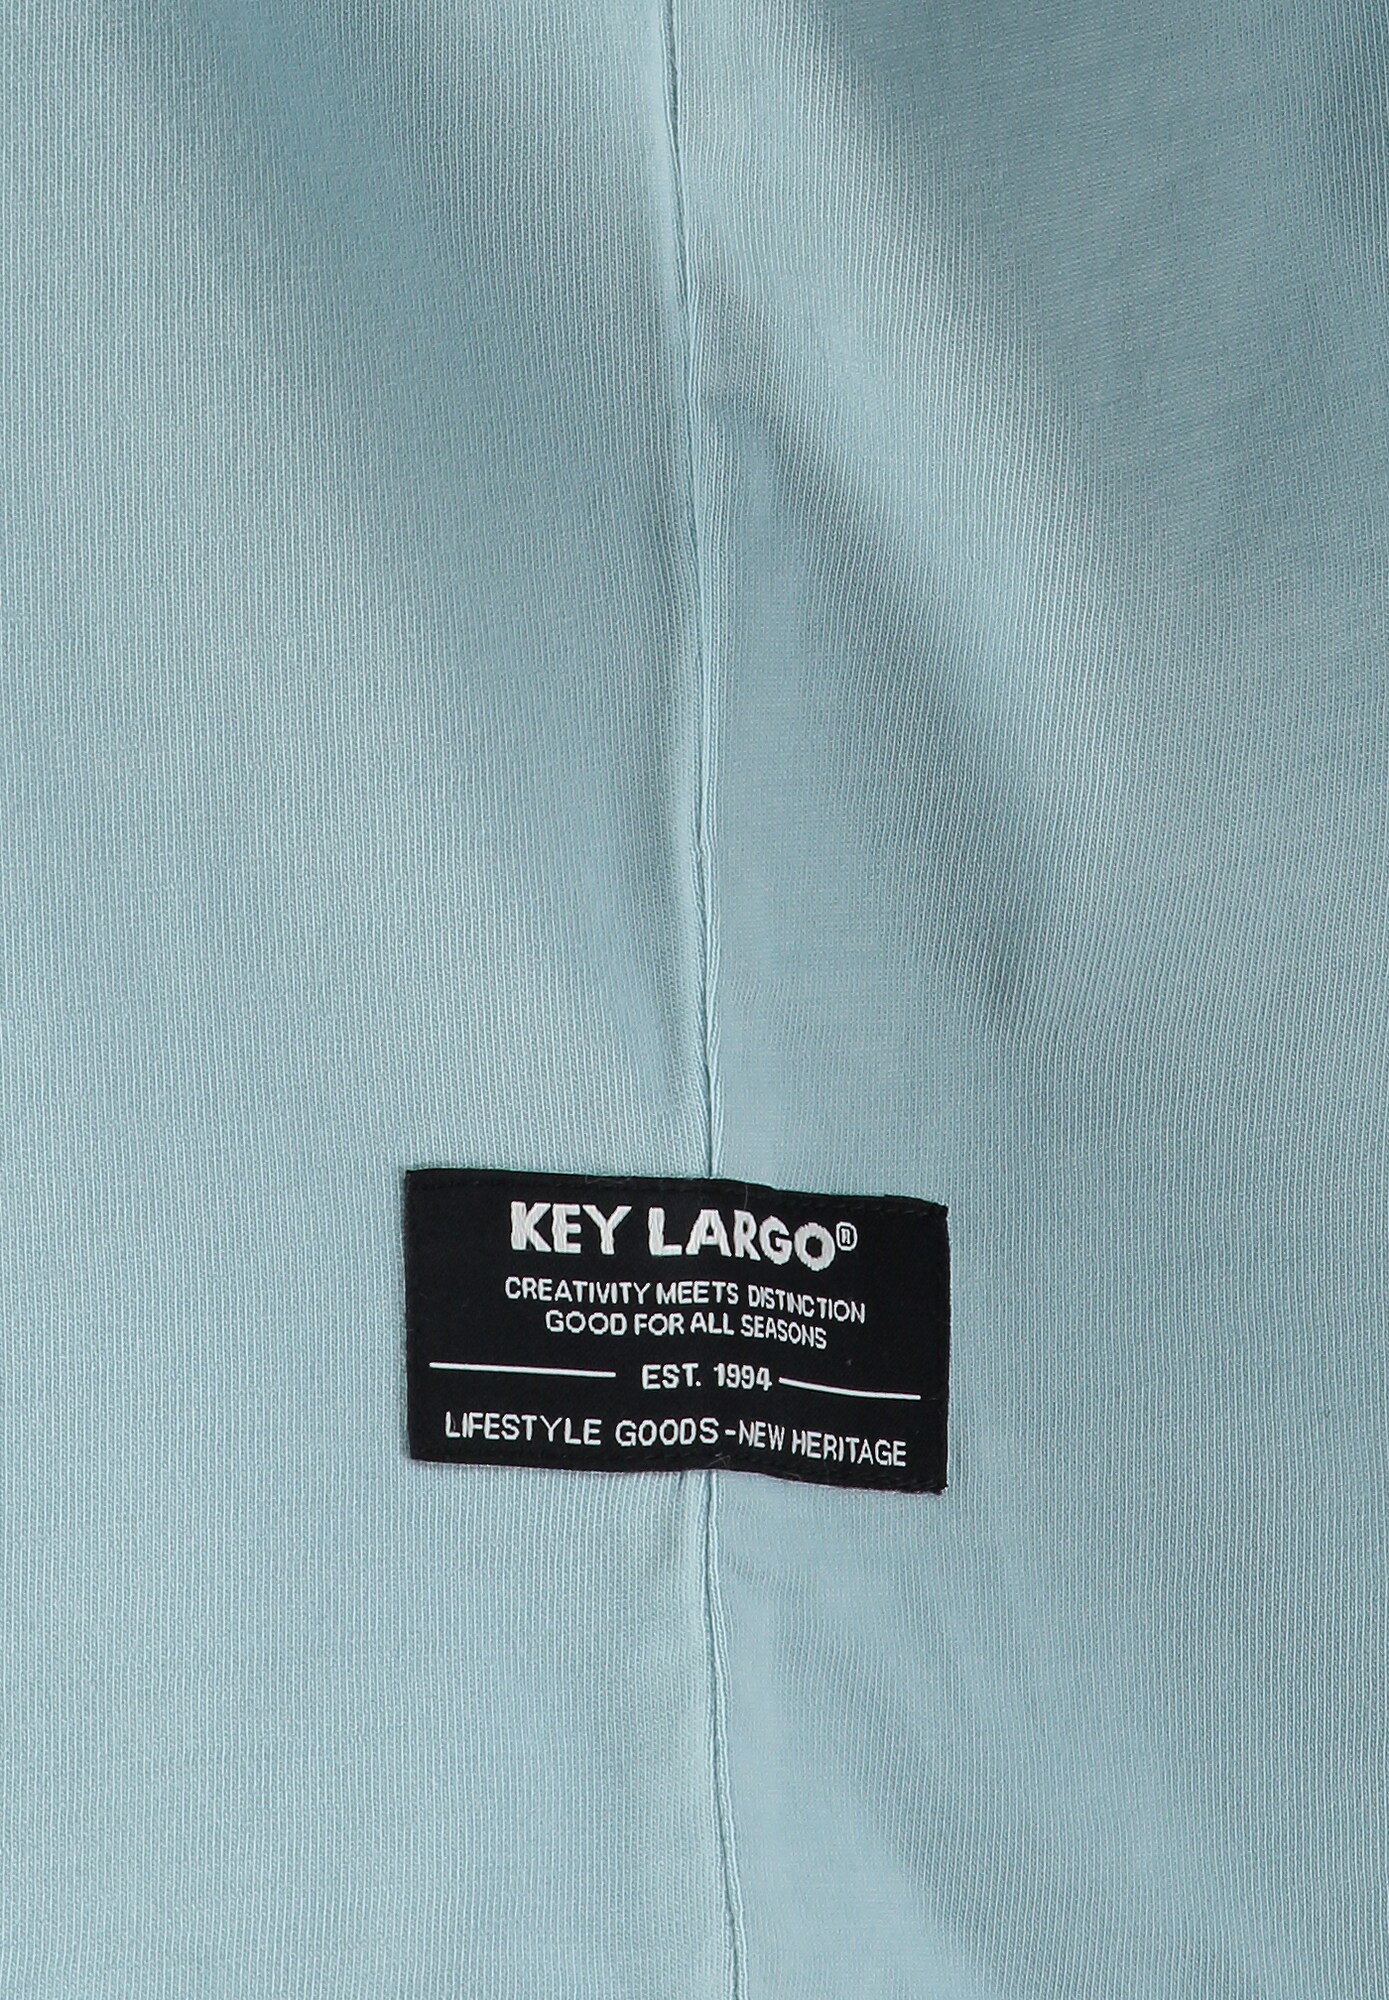 KEY LARGO®
CREATIVITY MEETS DISTINCTION
GOOD FOR ALL SEASONS
EST. 1994
LIFESTYLE GOODS - NEW HERITAGE